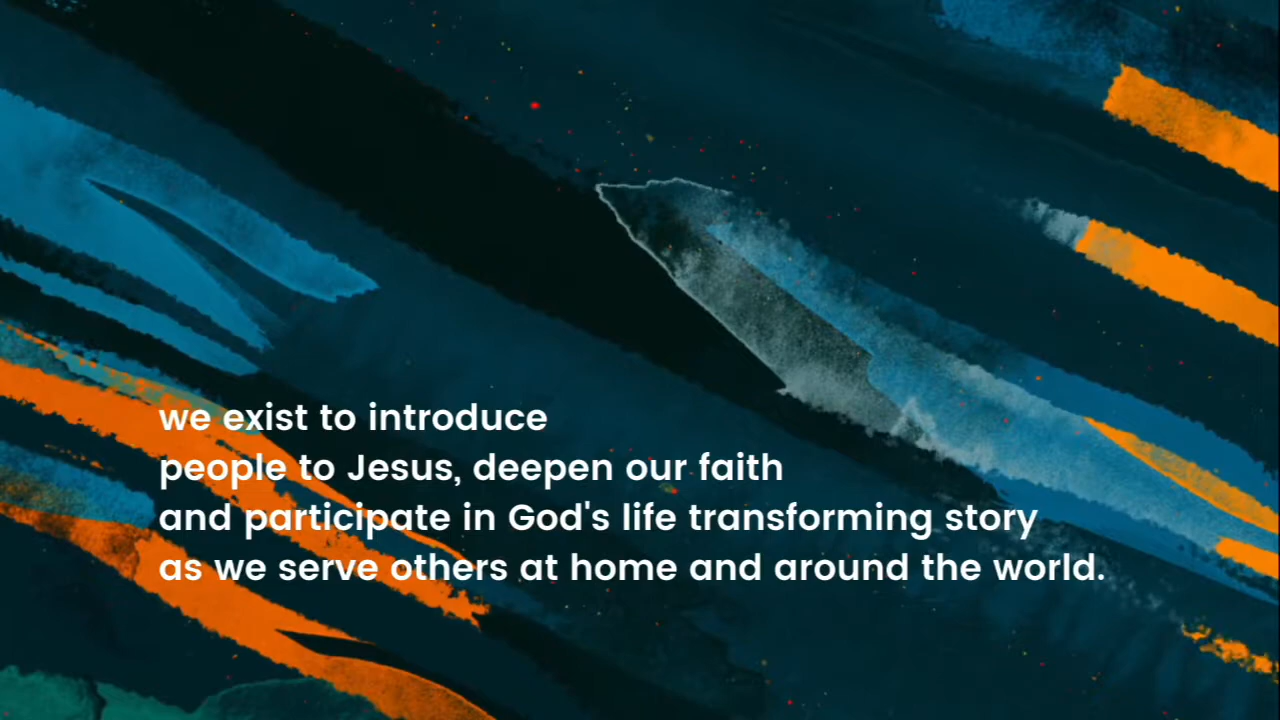 we exist to introduce
people to Jesus, deepen our faith
and participate in God's life transforming story
as we serve others at home and around the world.